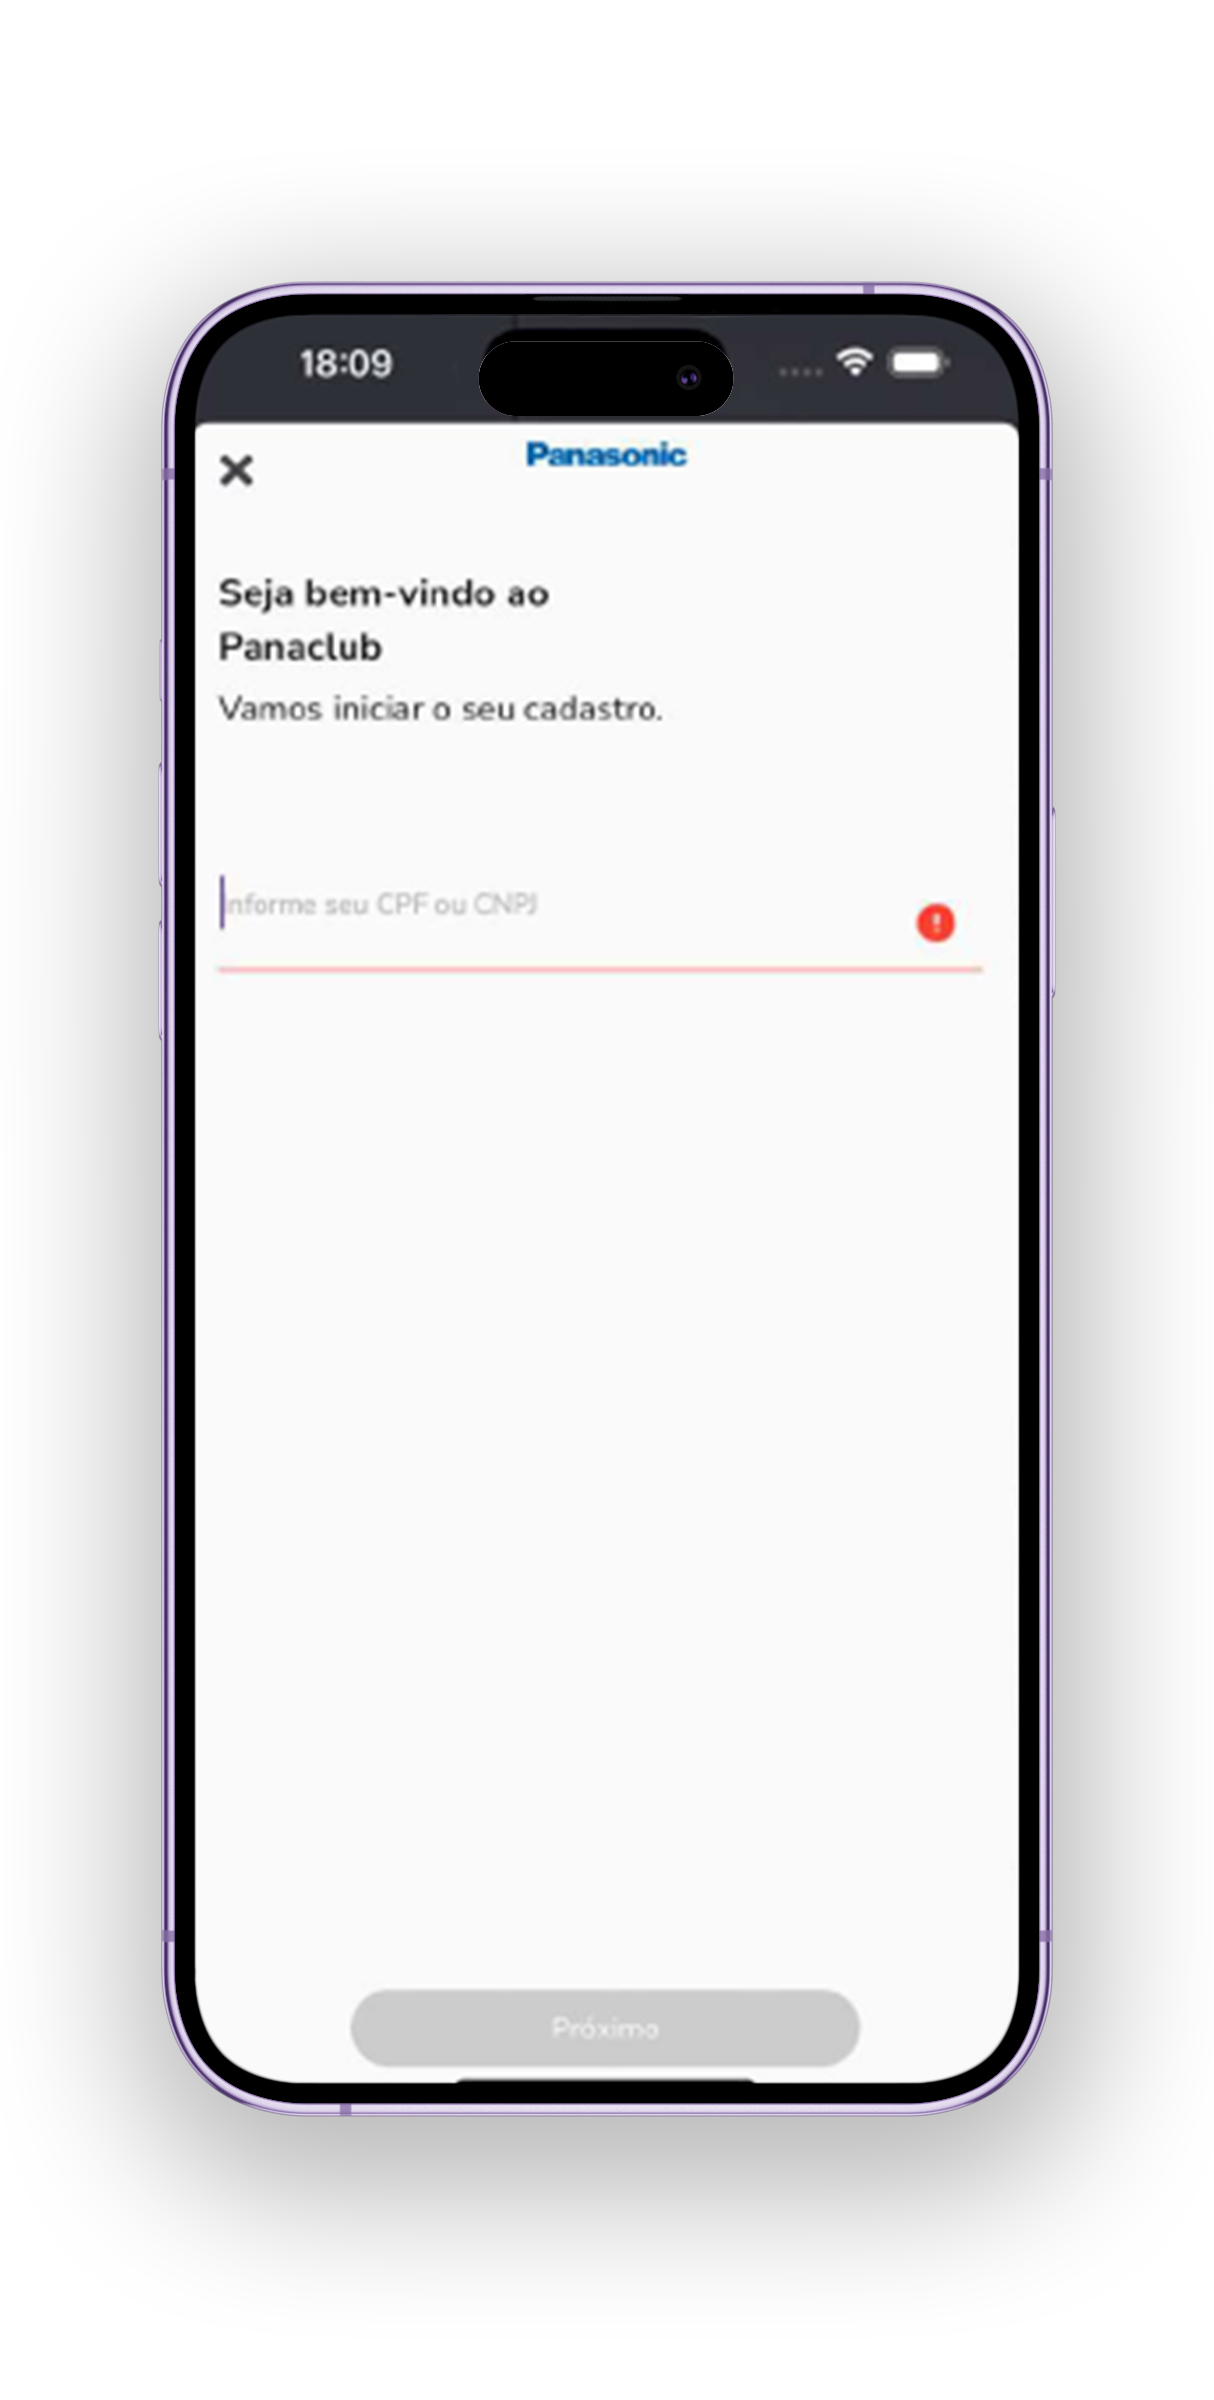 18:09
Panasonic
Seja bem-vindo ao
Panaclub
Vamos iniciar o seu cadastro.
Informe seu CPF ou CNPJ
Próximo